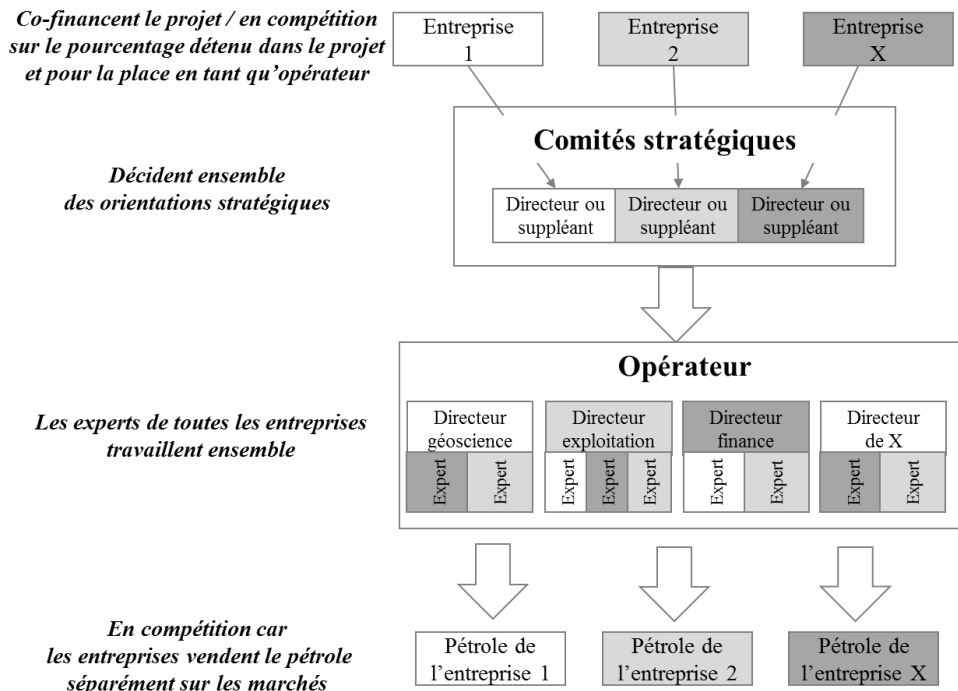 Co-financent le projet / en compétition
sur le pourcentage détenu dans le projet
et pour la place en tant qu’opérateur
Entreprise
1
Entreprise
2
Entreprise
X
Comités stratégiques
Décident ensemble
des orientations stratégiques
Directeur ou
suppléant
Directeur ou
suppléant
Directeur ou
suppléant
Opérateur
Les experts de toutes les entreprises
travaillent ensemble
Directeur
géoscience
Expert
Expert
Directeur
exploitation
Expert
Expert
Expert
Directeur
finance
Expert
Expert
Directeur
de X
Expert
Expert
En compétition car
les entreprises vendent le pétrole
séparément sur les marchés
Pétrole de
l’entreprise 1
Pétrole de
l’entreprise 2
Pétrole de
l’entreprise X